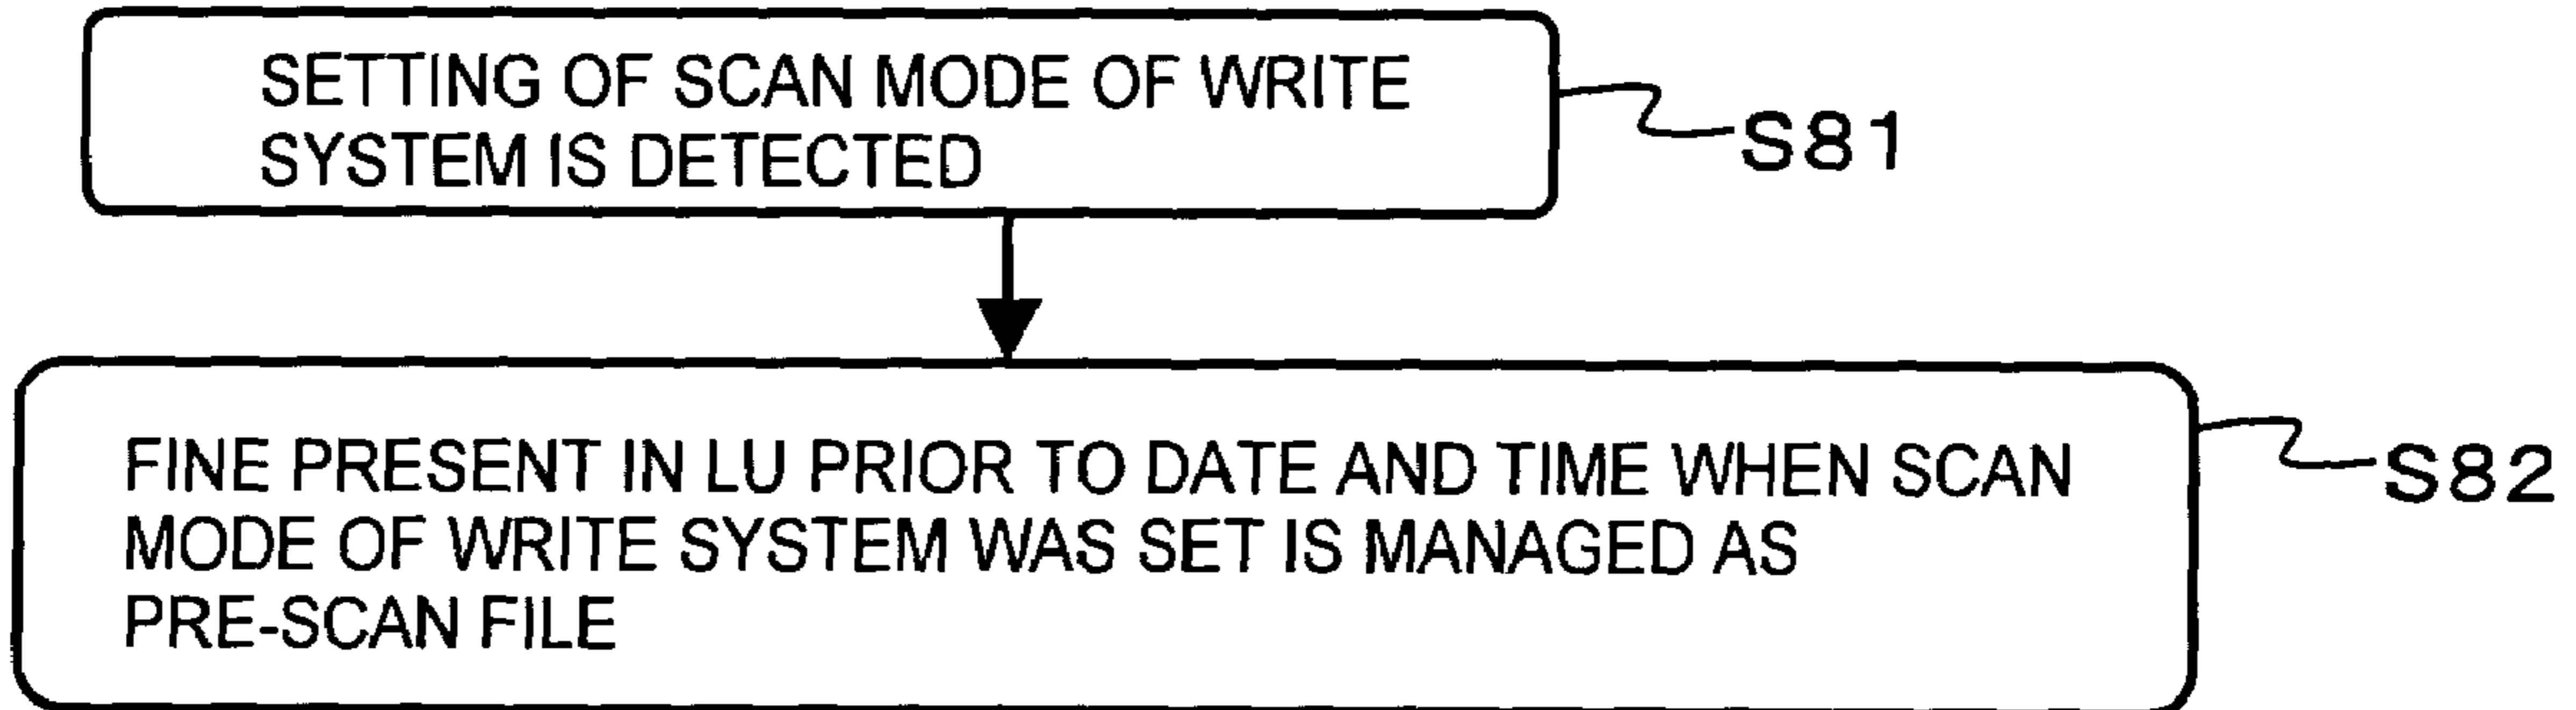 SETTING OF SCAN MODE OF WRITE
SYSTEM IS DETECTED
S81
FINE PRESENT IN LU PRIOR TO DATE AND TIME WHEN SCAN
MODE OF WRITE SYSTEM WAS SET IS MANAGED AS
PRE-SCAN FILE
S82